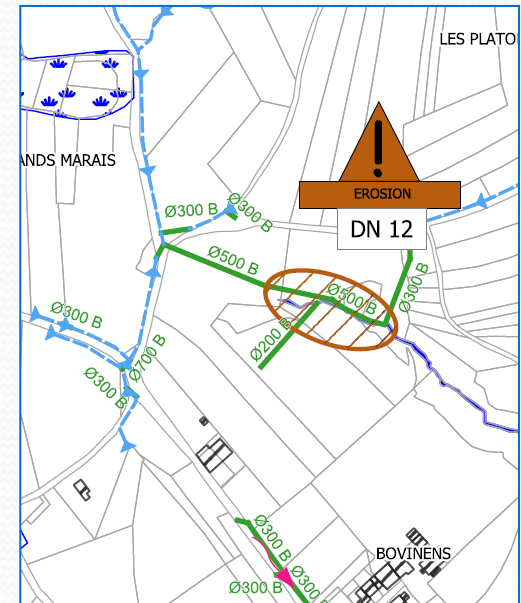 LES PLATO
ANDS MARAIS
EROSION
DN 12
Ø300 B
Ø300 B
Ø500 B
Ø500 B
Ø300 B
Ø200 B
Ø300 B
Ø700 B
Ø300 B
Ø300 B
BOVINENS
Ø300 B
Ø300